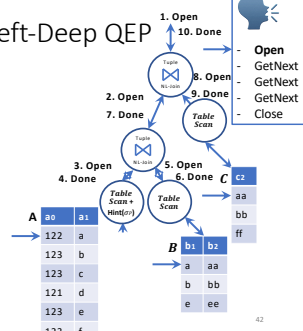 eft-Deep QEP
1. Open
10. Done
- Open
- GetNext
- GetNext
- GetNext
- Close
Tuple
NL-Join
8. Open
9. Done
2. Open
7. Done
Table
Scan
Tuple
NL-Join
3. Open
4. Done
5. Open
6. Done
Table
Scan +
Hint(σ)
Table
Scan
C
c2
aa
bb
ff
A
a0 a1
122 a
123 b
123 c
121 d
123 e
B
b1 b2
a aa
b bb
e ee
42